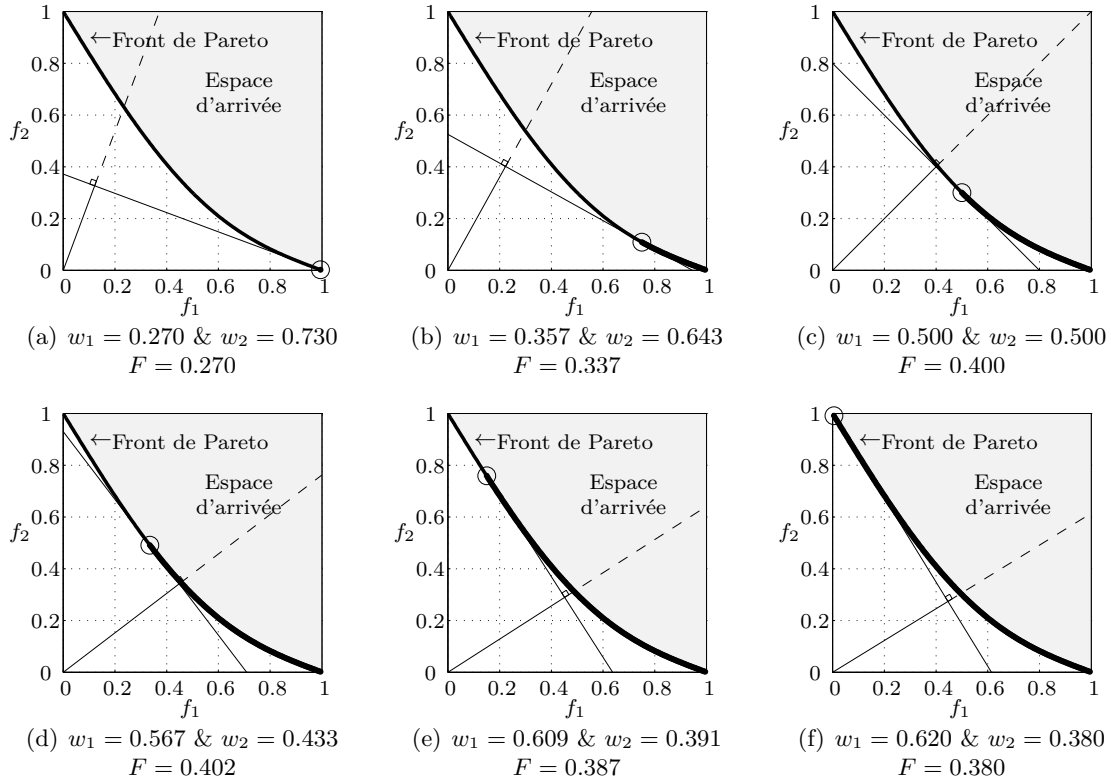 1
←Front de Pareto
0.8
Espace
d'arrivée
0.6
f2
0.4
0.2
0
0 0.2 0.4 0.6 0.8 1
f1
(a) w1 = 0.270 & w2 = 0.730
F = 0.270
1
←Front de Pareto
0.8
Espace
d'arrivée
0.6
f2
0.4
0.2
0
0 0.2 0.4 0.6 0.8 1
f1
(b) w1 = 0.357 & w2 = 0.643
F = 0.337
1
←Front de Pareto
0.8
Espace
d'arrivée
0.6
f2
0.4
0.2
0
0 0.2 0.4 0.6 0.8 1
f1
(c) w1 = 0.500 & w2 = 0.500
F = 0.400
1
←Front de Pareto
0.8
Espace
d'arrivée
0.6
f2
0.4
0.2
0
0 0.2 0.4 0.6 0.8 1
f1
(d) w1 = 0.567 & w2 = 0.433
F = 0.402
1
←Front de Pareto
0.8
Espace
d'arrivée
0.6
f2
0.4
0.2
0
0 0.2 0.4 0.6 0.8 1
f1
(e) w1 = 0.609 & w2 = 0.391
F = 0.387
1
←Front de Pareto
0.8
Espace
d'arrivée
0.6
f2
0.4
0.2
0
0 0.2 0.4 0.6 0.8 1
f1
(f) w1 = 0.620 & w2 = 0.380
F = 0.380